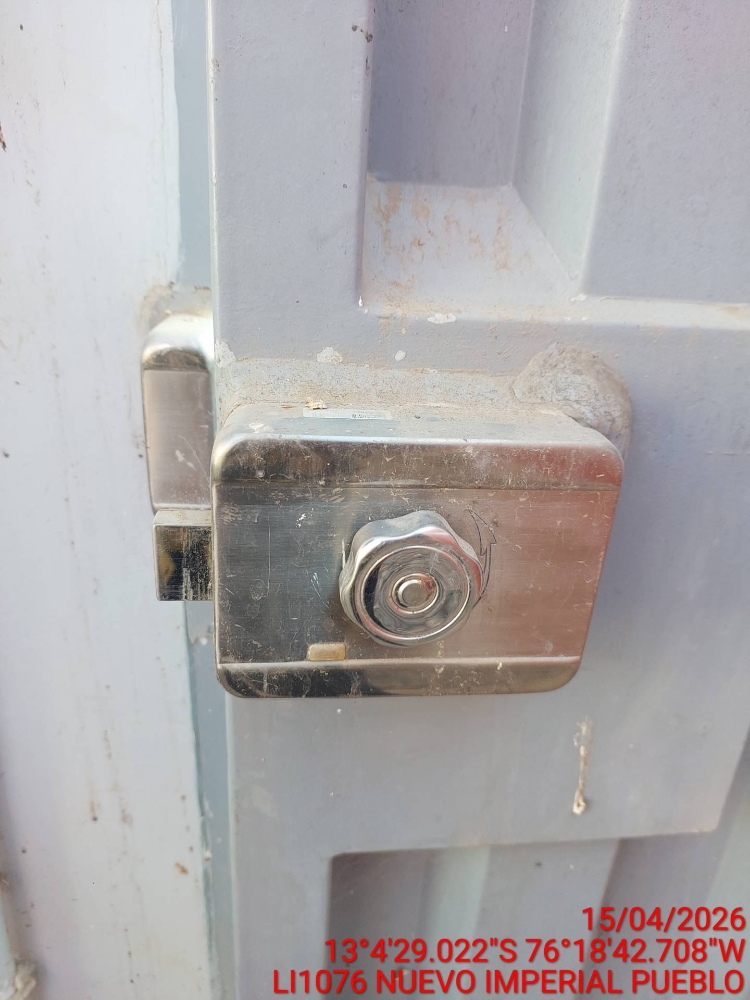 15/04/2026
13°4'29.022"S 76°18'42.708"W
LI1076 NUEVO IMPERIAL PUEBLO